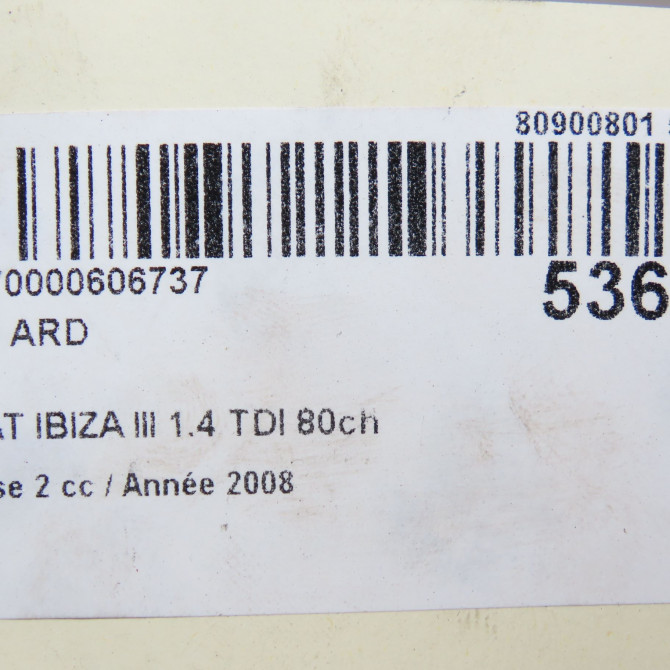 80900801
70000606737
536
ARD
AT IBIZA III 1.4 TDI 80ch
se 2 cc / Année 2008